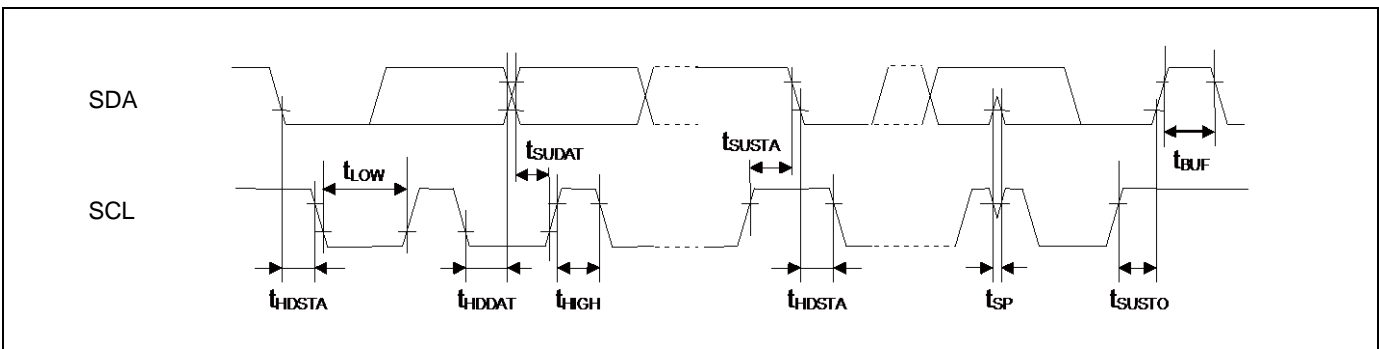 SDA
tSUDAT
tSUSTA
tBUF
tLOW
SCL
tHDSTA
tHDDAT
tHIGH
tHDSTA
tSP
tSUSTO